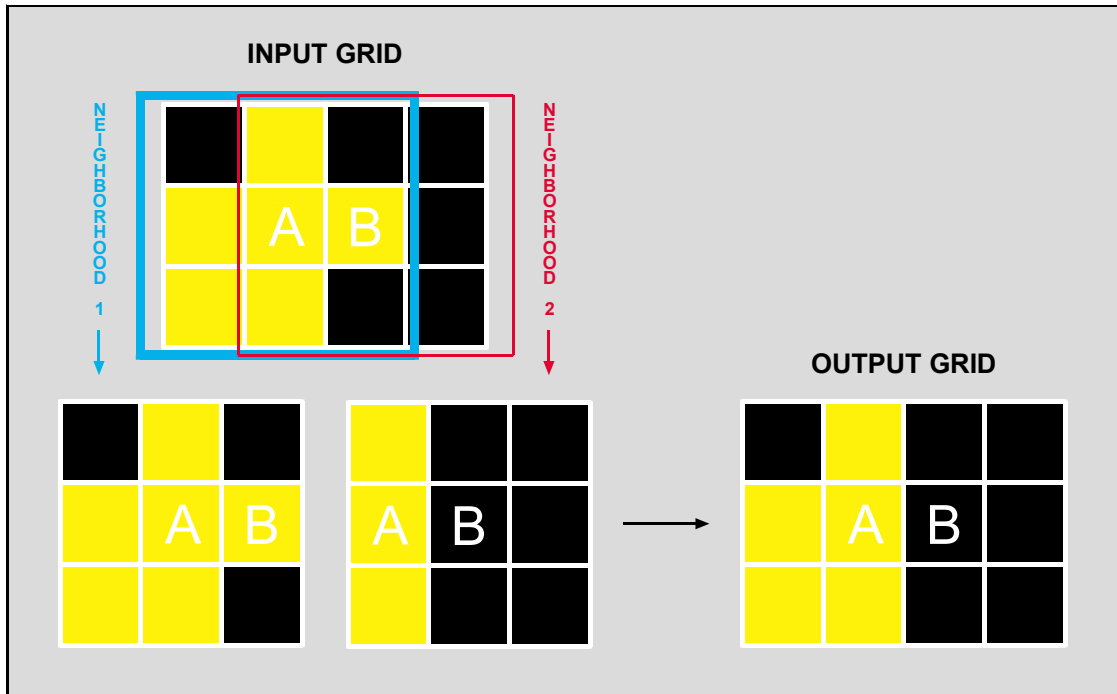 INPUT GRID
NEIGHBORHOOD 1
NEIGHBORHOOD 2
A B
OUTPUT GRID
A B
A B
A B